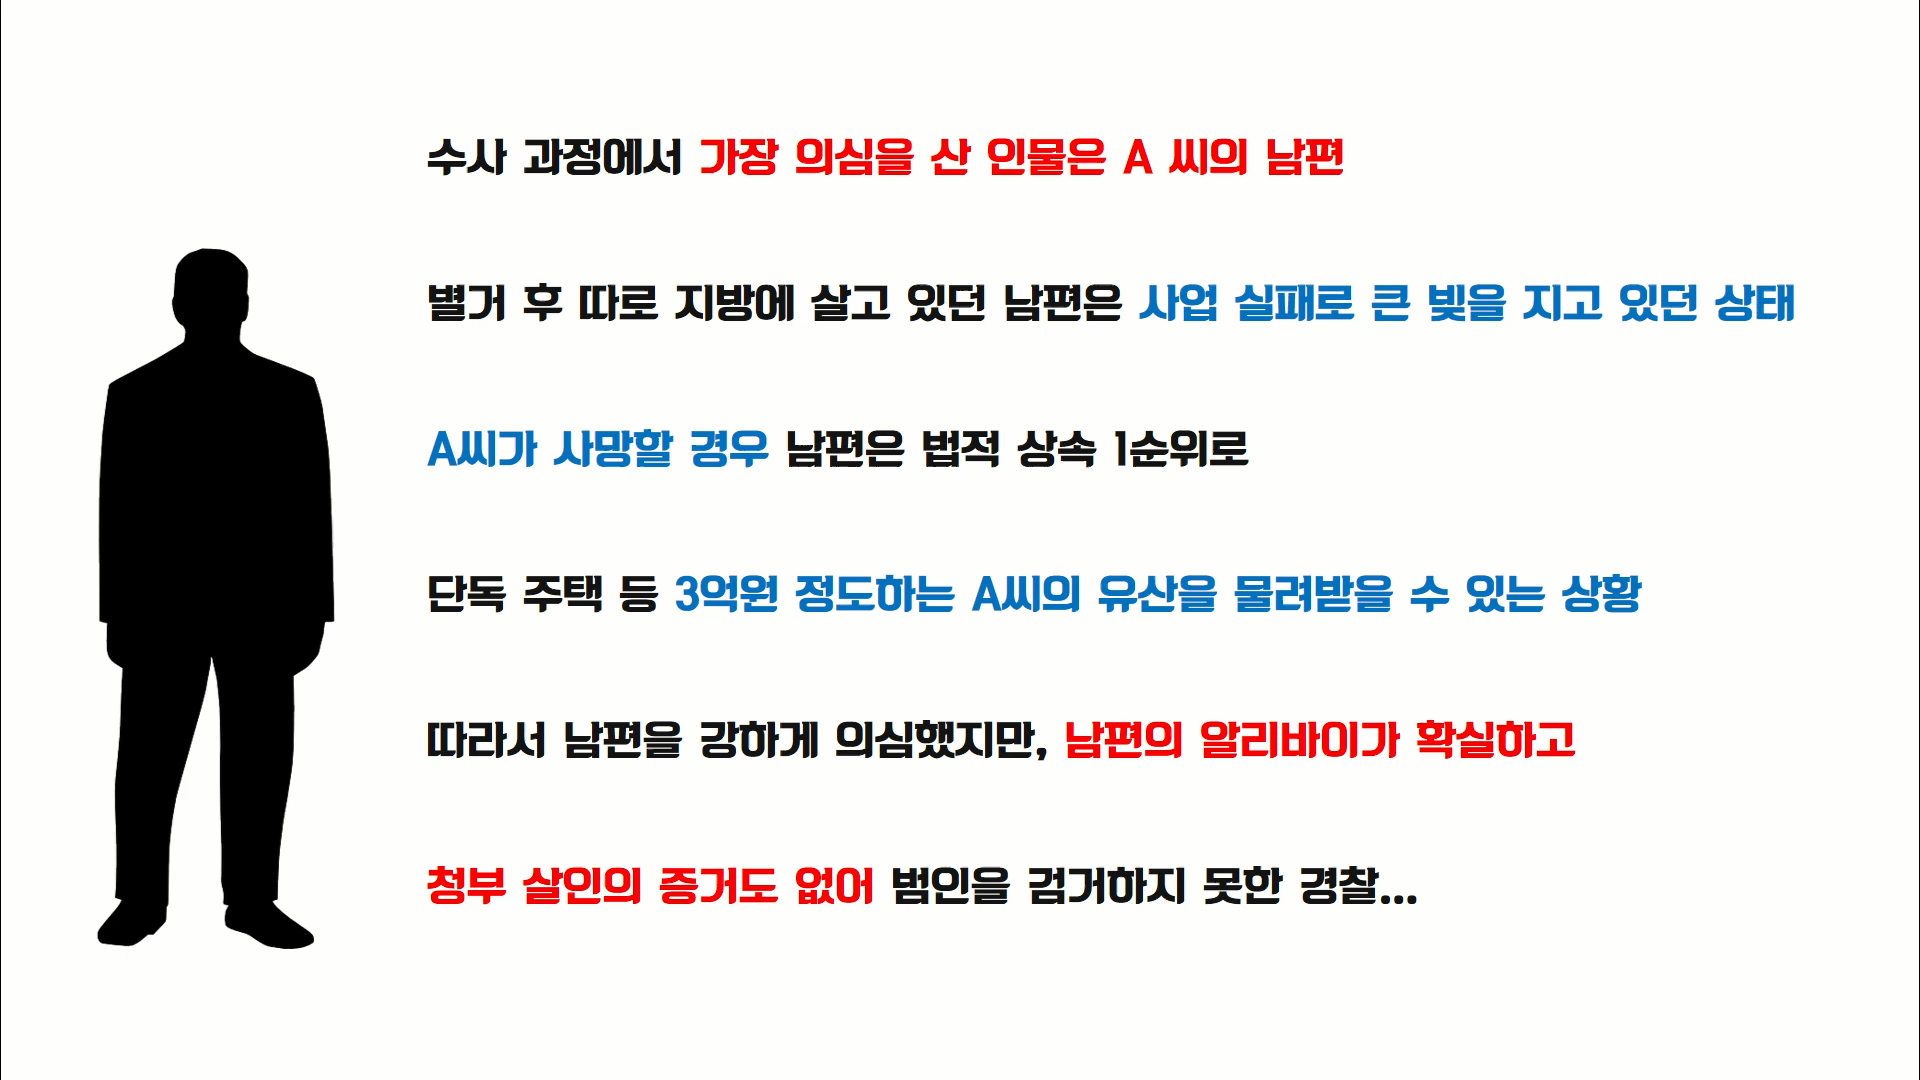 수사 과정에서 가장 의심을 산 인물은 A 씨의 남편
별거 후 따로 지방에 살고 있던 남편은 사업 실패로 큰 빚을 지고 있던 상태
A씨가 사망할 경우 남편은 법적 상속 1순위로
단독 주택 등 3억원 정도하는 A씨의 유산을 물려받을 수 있는 상황
따라서 남편을 강하게 의심했지만, 남편의 알리바이가 확실하고
청부 살인의 증거도 없어 범인을 검거하지 못한 경찰...